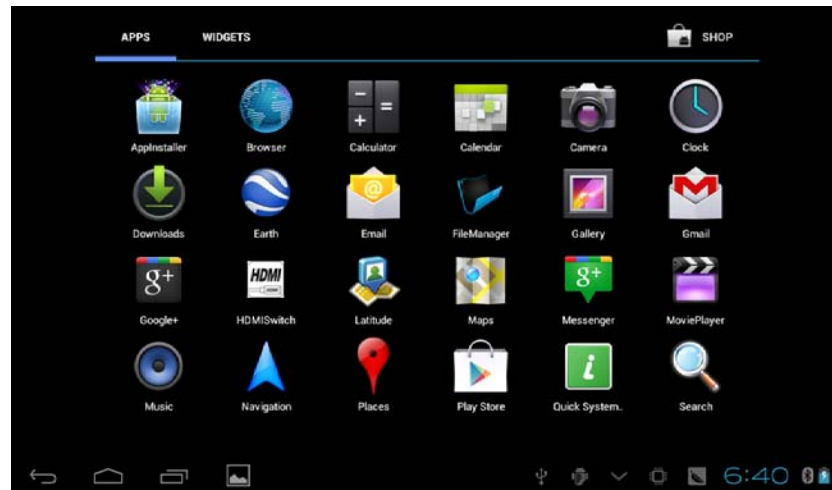 APPS WIDGETS SHOP
AppInstaller Browser Calculator Calendar Camera Clock
Downloads Earth Email FileManager Gallery Gmail
g+ HDMI g+
Google+ HDMISwitch Latitude Maps Messenger MoviePlayer
Music Navigation Places Play Store Quick System..
Search
6:40